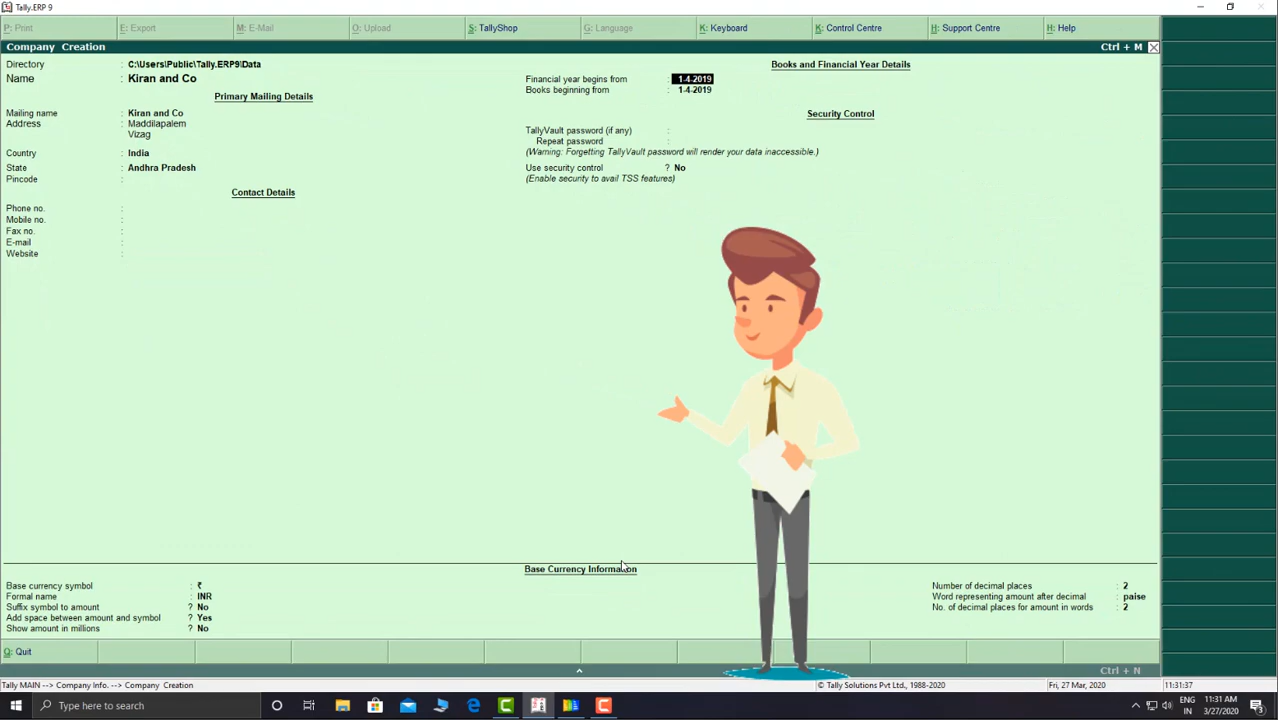 Tally.ERP 9
P: Print
E: Export
M: E-Mail
O: Upload
S: TallyShop
G: Language
K: Keyboard
K: Control Centre
H: Support Centre
H: Help
Company Creation
Ctrl + M
Directory : C:\Users\Public\Tally.ERP9\Data
Name : Kiran and Co
Primary Mailing Details
Mailing name : Kiran and Co
Address : Maddilapalem
Vizag
Country : India
State : Andhra Pradesh
Pincode :
Contact Details
Phone no. :
Mobile no. :
Fax no. :
E-mail :
Website :
Books and Financial Year Details
Financial year begins from : 1-4-2019
Books beginning from : 1-4-2019
Security Control
TallyVault password (if any) :
Repeat password :
(Warning: Forgetting TallyVault password will render your data inaccessible.)
Use security control ? No
(Enable security to avail TSS features)
Base Currency Information
Base currency symbol : ₹
Formal name : INR
Suffix symbol to amount ? No
Add space between amount and symbol ? Yes
Show amount in millions ? No
Number of decimal places : 2
Word representing amount after decimal : paise
No. of decimal places for amount in words : 2
Q: Quit
Ctrl + N
Tally MAIN --> Company Info. --> Company Creation
© Tally Solutions Pvt Ltd., 1988-2020
Fri, 27 Mar, 2020
11:31:37
Type here to search
ENG
IN
11:31 AM
3/27/2020
3